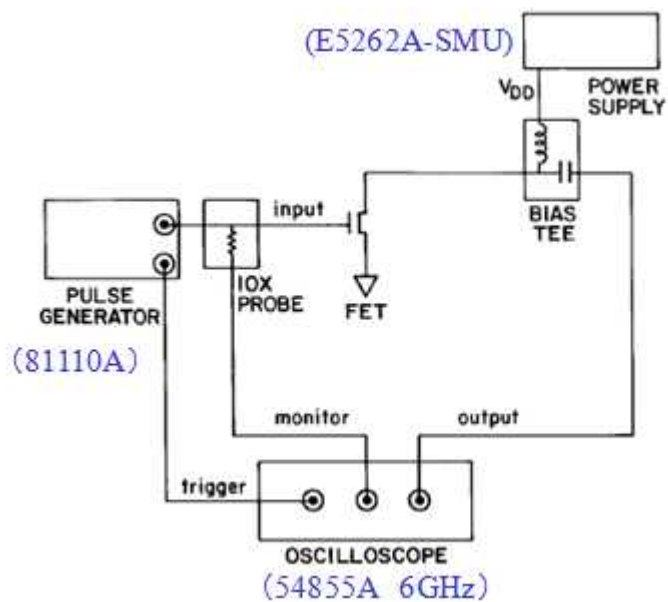 (E5262A-SMU)
VDD
POWER
SUPPLY
input
BIAS
TEE
10X
PROBE
FET
PULSE
GENERATOR
(81110A)
monitor
output
trigger
OSCILLOSCOPE
(54855A 6GHz)